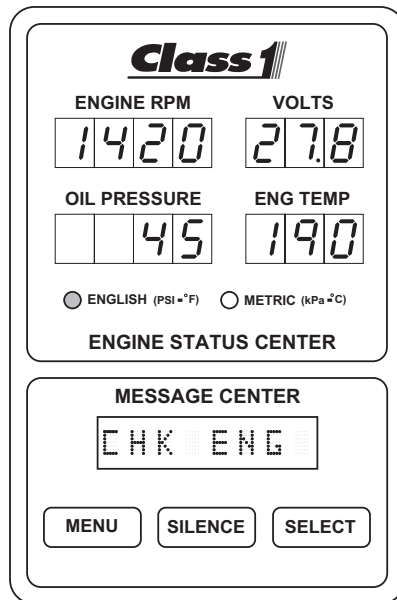 Class 1
ENGINE RPM VOLTS
1420 27.8
OIL PRESSURE ENG TEMP
45 190
ENGLISH (PSI-°F) METRIC (kPa-°C)
ENGINE STATUS CENTER
MESSAGE CENTER
CHK ENG
MENU SILENCE SELECT